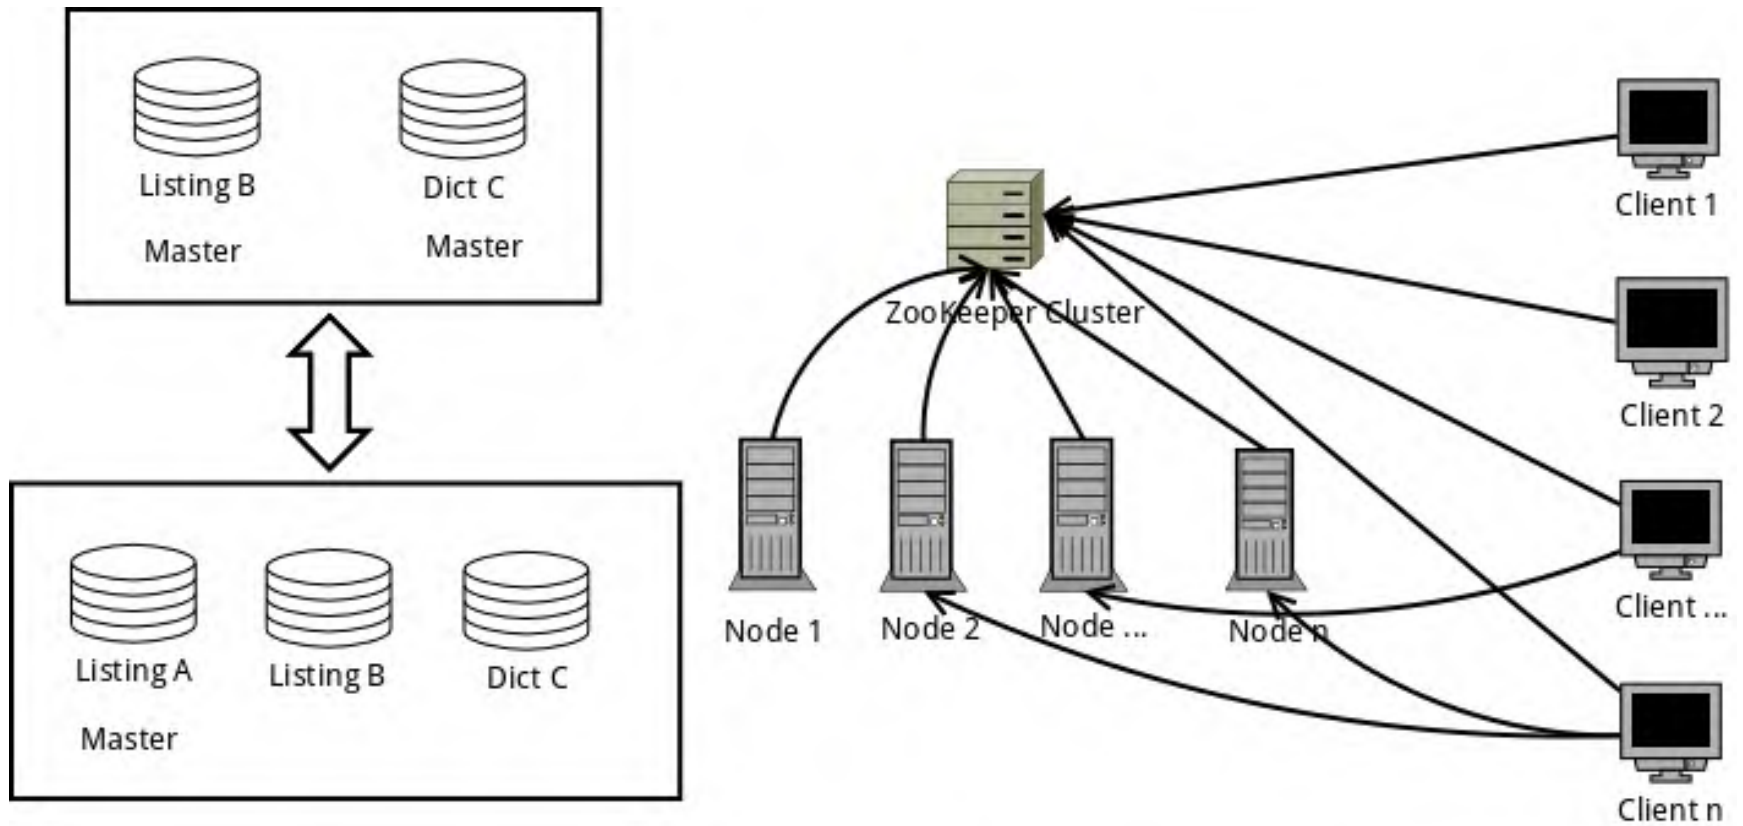 Listing B
Dict C
Master
Master
Listing A
Listing B
Dict C
Master
ZooKeeper Cluster
Node 1
Node 2
Node ...
Node n
Client 1
Client 2
Client ...
Client n